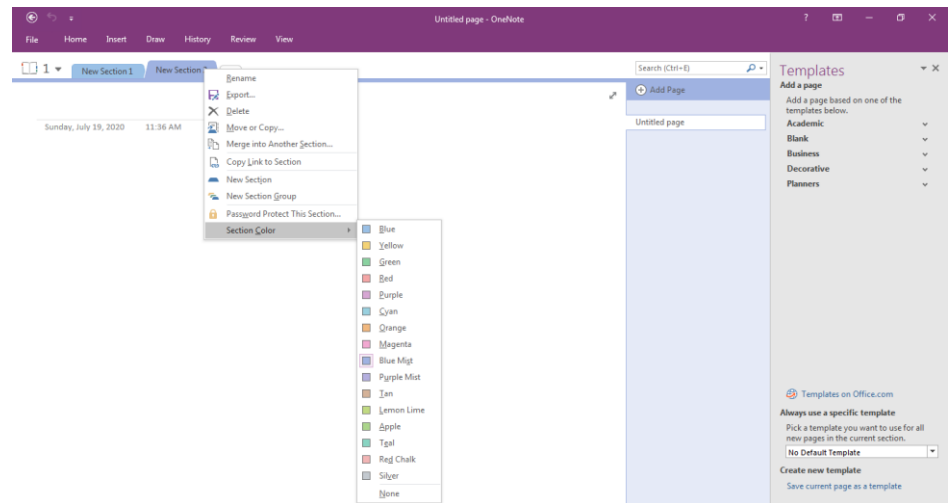 Untitled page - OneNote
?
File Home Insert Draw History Review View
1 New Section 1 New Section
Search (Ctrl+E)
Sunday, July 19, 2020 11:36 AM
Rename
Export...
Delete
Move or Copy...
Merge into Another Section...
Copy Link to Section
New Section
New Section Group
Password Protect This Section...
Section Color
Blue
Yellow
Green
Red
Purple
Cyan
Orange
Magenta
Blue Mist
Purple Mist
Tan
Lemon Lime
Apple
Teal
Red Chalk
Silver
None
Add Page
Untitled page
Templates
Add a page
Add a page based on one of the
templates below.
Academic
Blank
Business
Decorative
Planners
Templates on Office.com
Always use a specific template
Pick a template you want to use for all
new pages in the current section.
No Default Template
Create new template
Save current page as a template